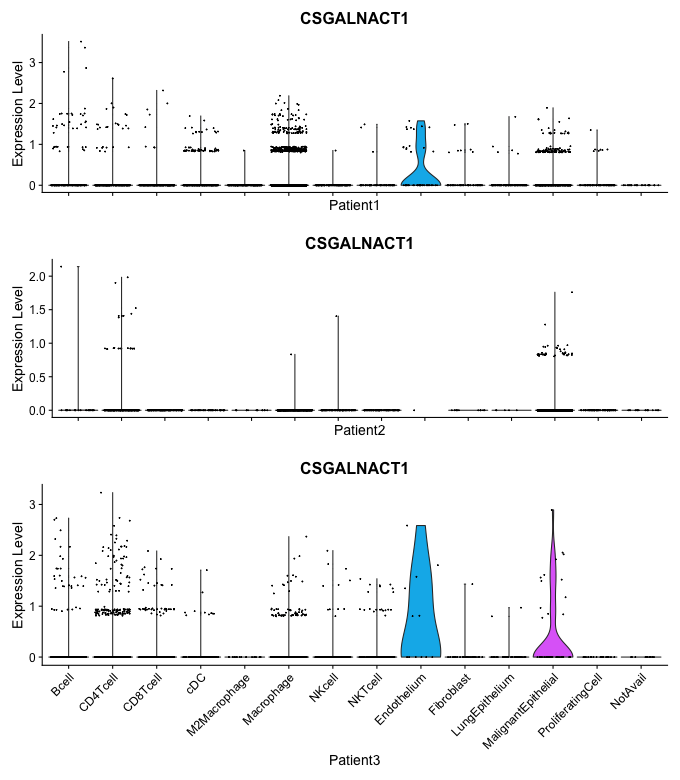 CSGALNACT1
Expression Level
3
2
1
0
Patient1
CSGALNACT1
Expression Level
2.0
1.5
1.0
0.5
0.0
Patient2
CSGALNACT1
Expression Level
3
2
1
0
Bcell
CD4Tcell
CD8Tcell
cDC
M2Macrophage
Macrophage
NKcell
NKTcell
Endothelium
Fibroblast
LungEpithelium
MalignantEpithelial
ProliferatingCell
NotAvail
Patient3